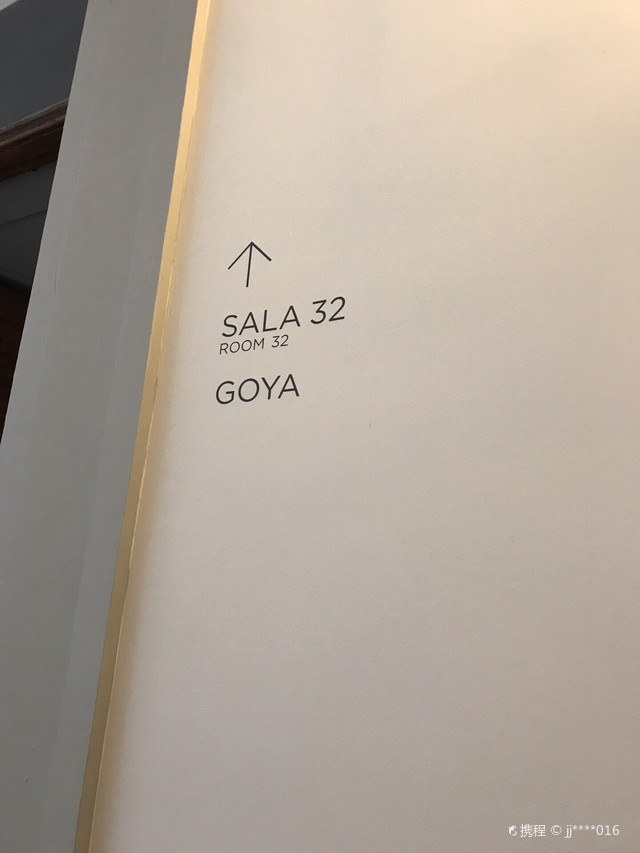 SALA 32
ROOM 32
GOYA
携程 © jj****016